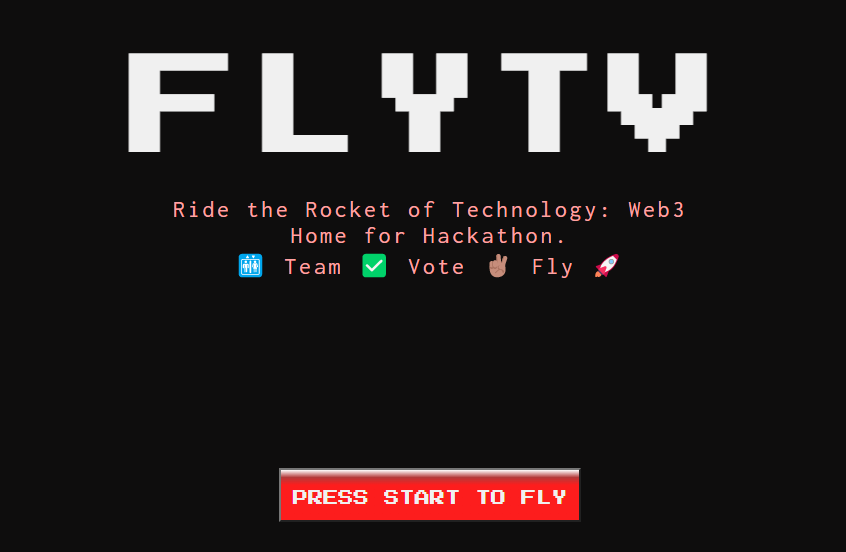 FLYTV
Ride the Rocket of Technology: Web3
Home for Hackathon.
🛗 Team ✅ Vote ✌🏽 Fly 🚀
PRESS START TO FLY